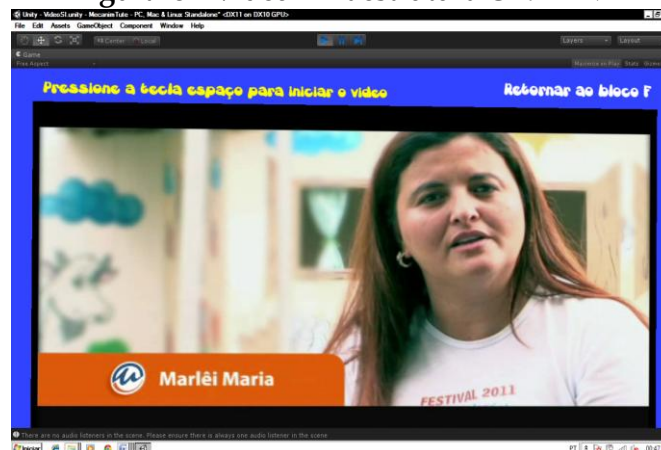 Unity - VideoSI.unity - MecanimTute - PC, Mac & Linux Standalone* <DX11 on DX10 GPU>
File Edit Assets GameObject Component Window Help
Center Local Layers Layout
Game
Free Aspect Maximize on Play Stats Gizmos
Pressione a tecla espaço para iniciar o video Retornar ao bloco F
Marlêi Maria
FESTIVAL 2011
There are no audio listeners in the scene. Please ensure there is always one audio listener in the scene
Iniciar PT 00:47